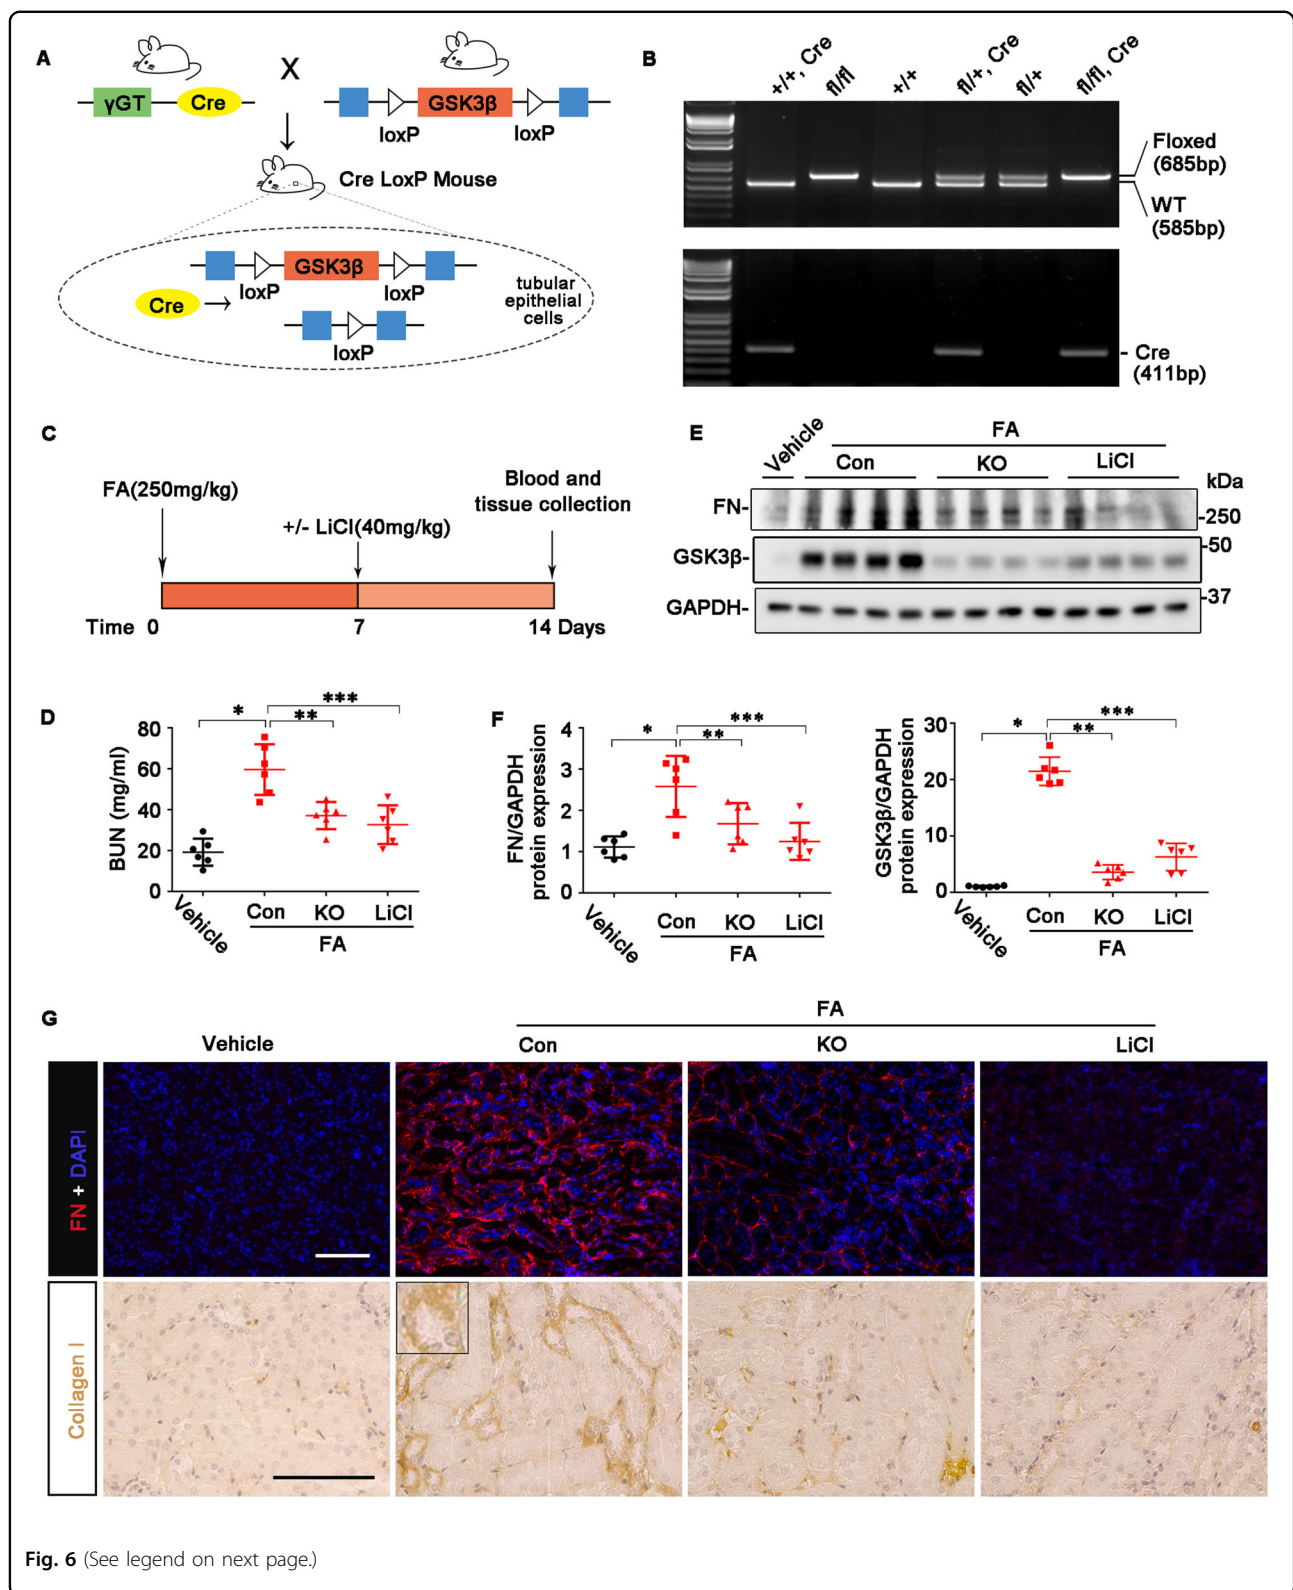 A
γGT
Cre
X
GSK3β
loxP
loxP
Cre LoxP Mouse
GSK3β
loxP
loxP
Cre
loxP
tubular
epithelial
cells
B
+/+, Cre
fl/fl
+/+
fl/+, Cre
fl/+
fl/fl, Cre
Floxed
(685bp)
WT
(585bp)
- Cre
(411bp)
C
FA(250mg/kg)
+/- LiCl(40mg/kg)
Blood and
tissue collection
Time 0 7 14 Days
E
Vehicle
FA
Con KO LiCl
kDa
FN- -250
GSK3β- -50
GAPDH- -37
D
* ** ***
BUN (mg/ml)
80
60
40
20
0
Vehicle
Con KO LiCl
FA
F
* ** ***
FN/GAPDH
protein expression
4
3
2
1
0
Vehicle
Con KO LiCl
FA
* ** ***
GSK3β/GAPDH
protein expression
30
20
10
0
Vehicle
Con KO LiCl
FA
G
FA
Vehicle Con KO LiCl
FN + DAPI
Collagen I
Fig. 6 (See legend on next page.)